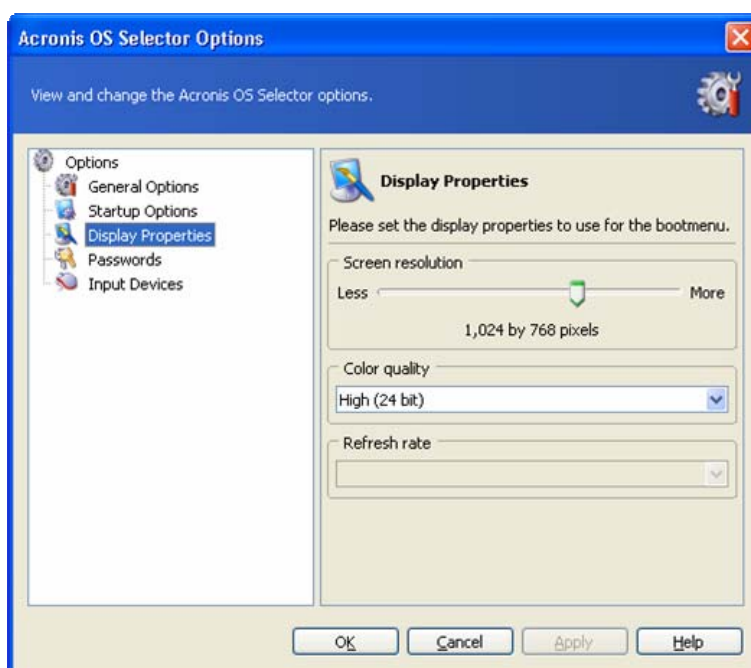 Acronis OS Selector Options
View and change the Acronis OS Selector options.
Options
General Options
Startup Options
Display Properties
Passwords
Input Devices
Display Properties
Please set the display properties to use for the bootmenu.
Screen resolution
Less
More
1,024 by 768 pixels
Color quality
High (24 bit)
Refresh rate
OK
Cancel
Apply
Help